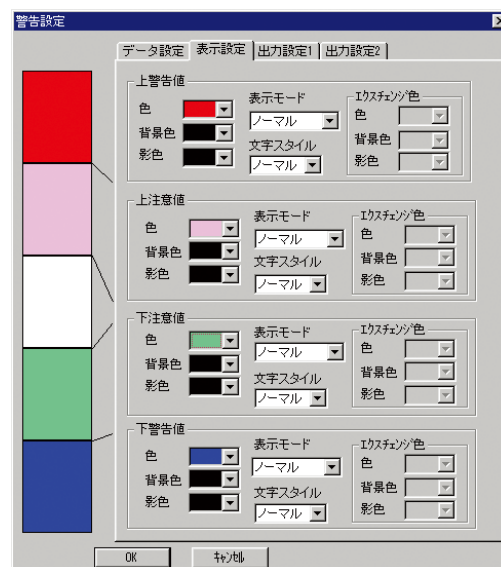 警告設定
データ設定 表示設定 出力設定1 出力設定2
上警告値
色 表示モード エクスチェンジ色
ノーマル 色
背景色 文字スタイル 背景色
影色 ノーマル 影色
上注意値
色 表示モード エクスチェンジ色
ノーマル 色
背景色 文字スタイル 背景色
影色 ノーマル 影色
下注意値
色 表示モード エクスチェンジ色
ノーマル 色
背景色 文字スタイル 背景色
影色 ノーマル 影色
下警告値
色 表示モード エクスチェンジ色
ノーマル 色
背景色 文字スタイル 背景色
影色 ノーマル 影色
OK キャンセル